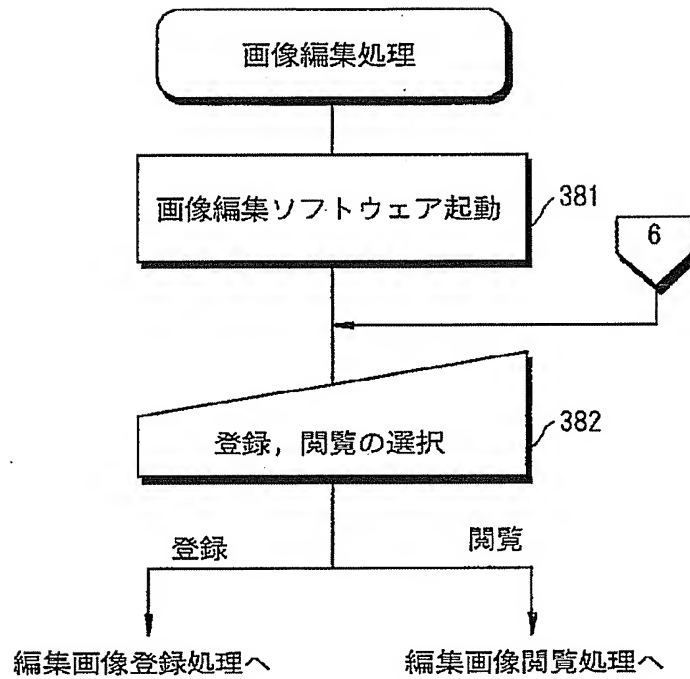 画像編集処理
画像編集ソフトウェア起動
381
6
登録，閲覧の選択
382
登録
閲覧
編集画像登録処理へ
編集画像閲覧処理へ